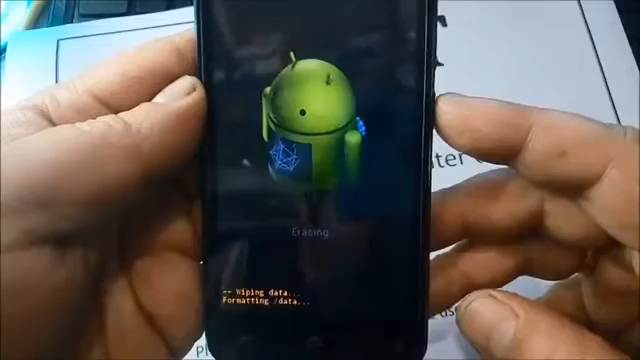 Erasing
-- Wiping data...
Formatting /data...